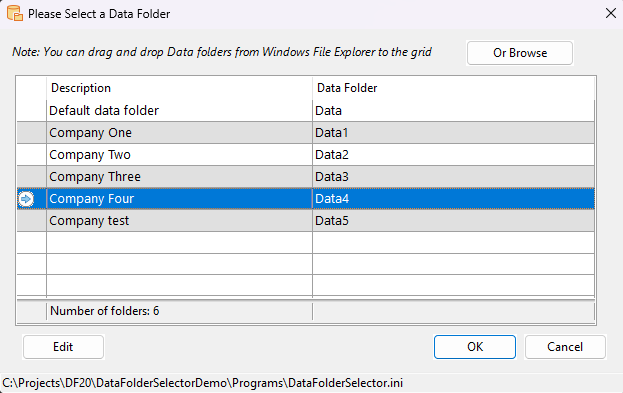 Please Select a Data Folder
Note: You can drag and drop Data folders from Windows File Explorer to the grid
Or Browse
Description Data Folder
Default data folder Data
Company One Data1
Company Two Data2
Company Three Data3
Company Four Data4
Company test Data5
Number of folders: 6
Edit OK Cancel
C:\Projects\DF20\DataFolderSelectorDemo\Programs\DataFolderSelector.ini